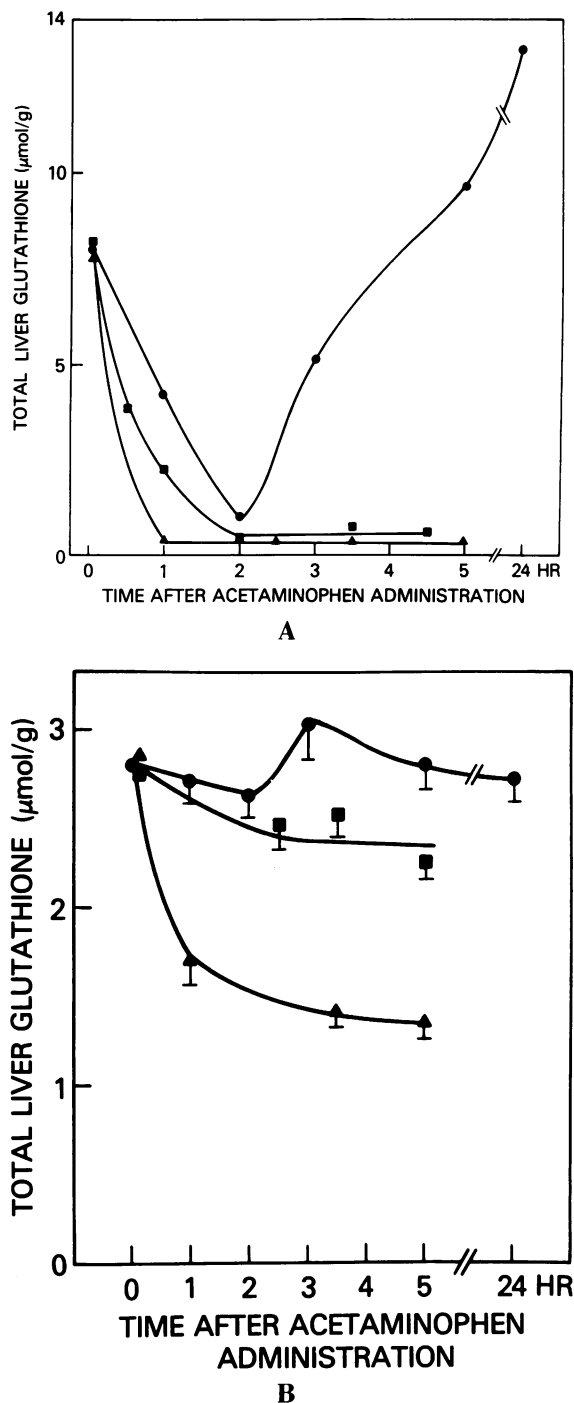 14
10
5
0
TOTAL LIVER GLUTATHIONE (μmol/g)
0 1 2 3 4 5 24 HR
TIME AFTER ACETAMINOPHEN ADMINISTRATION
A
3
2
1
0
TOTAL LIVER GLUTATHIONE (μmol/g)
0 1 2 3 4 5 24 HR
TIME AFTER ACETAMINOPHEN
ADMINISTRATION
B